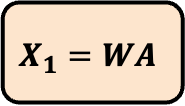 X₁ = WA